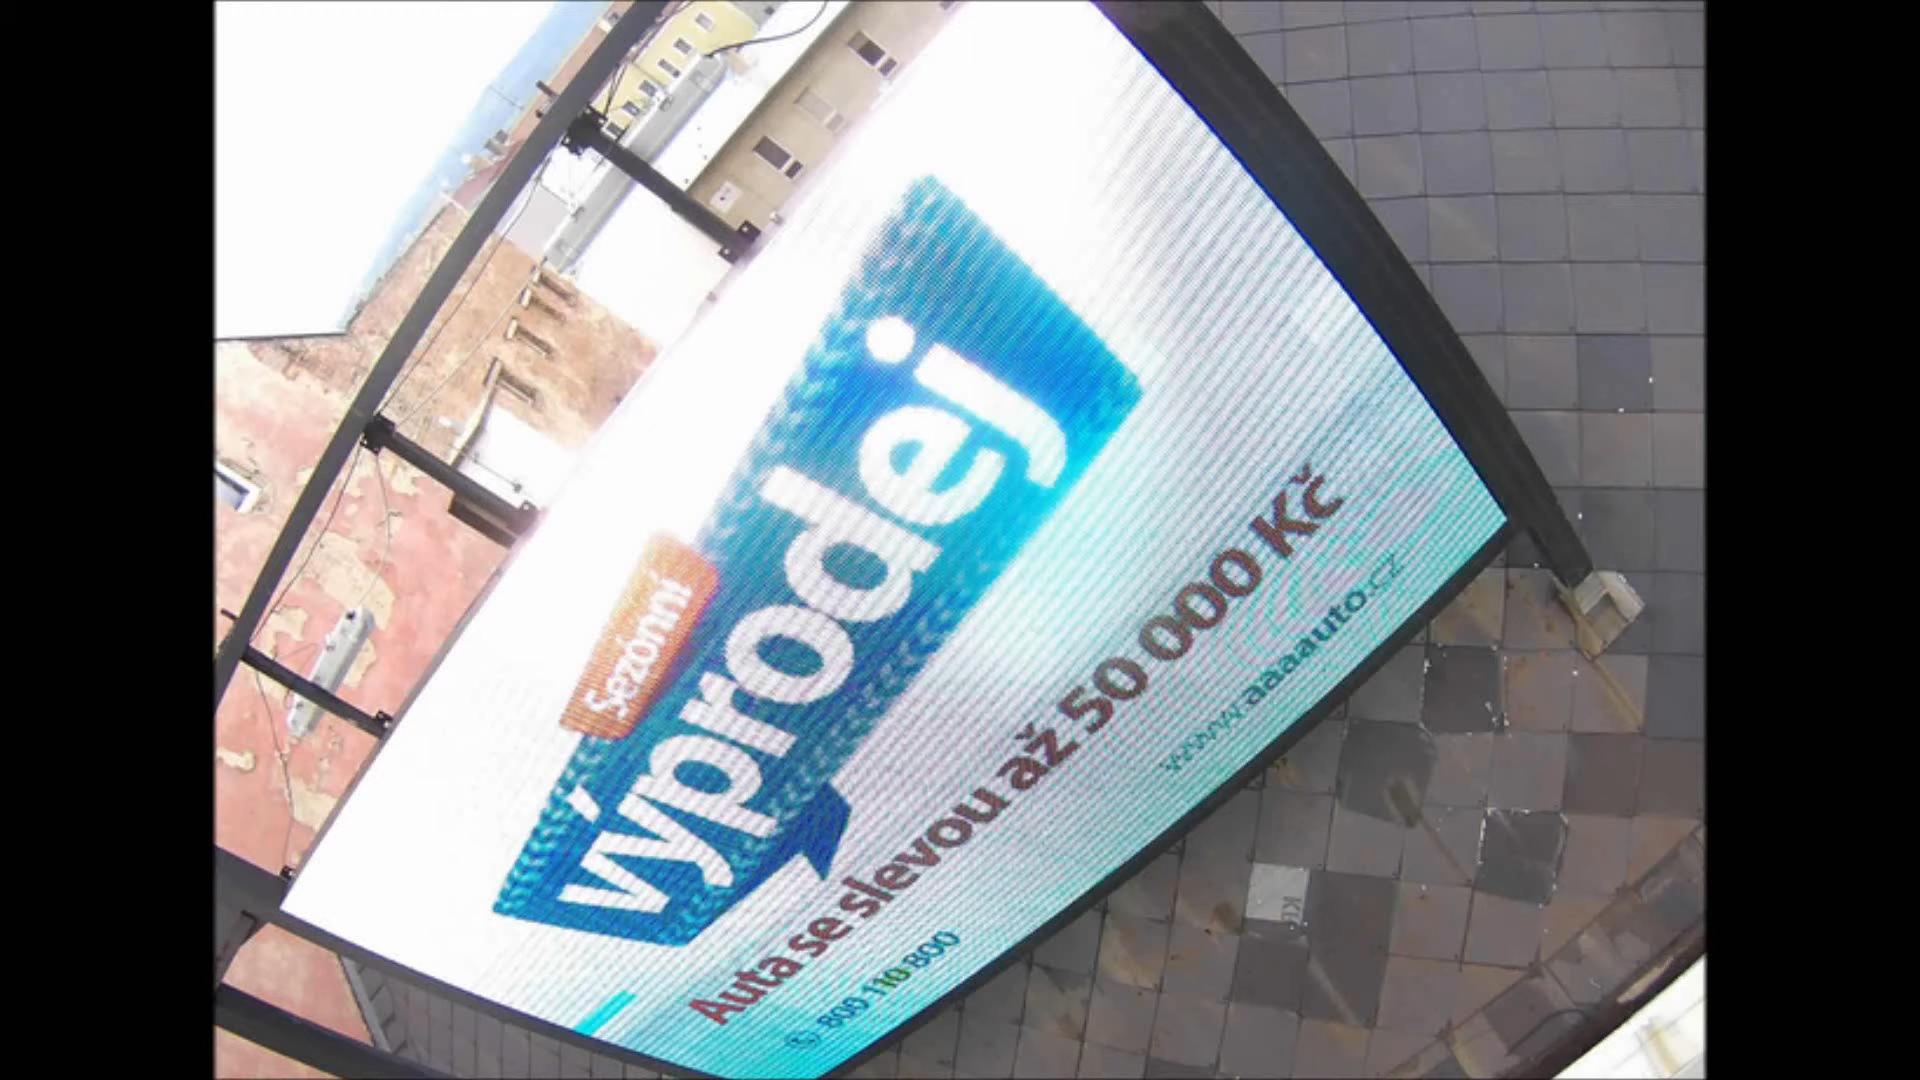 Sezónní
výprodej
Auta se slevou až 50 000 Kč
800 110 800
www.aaaauto.cz